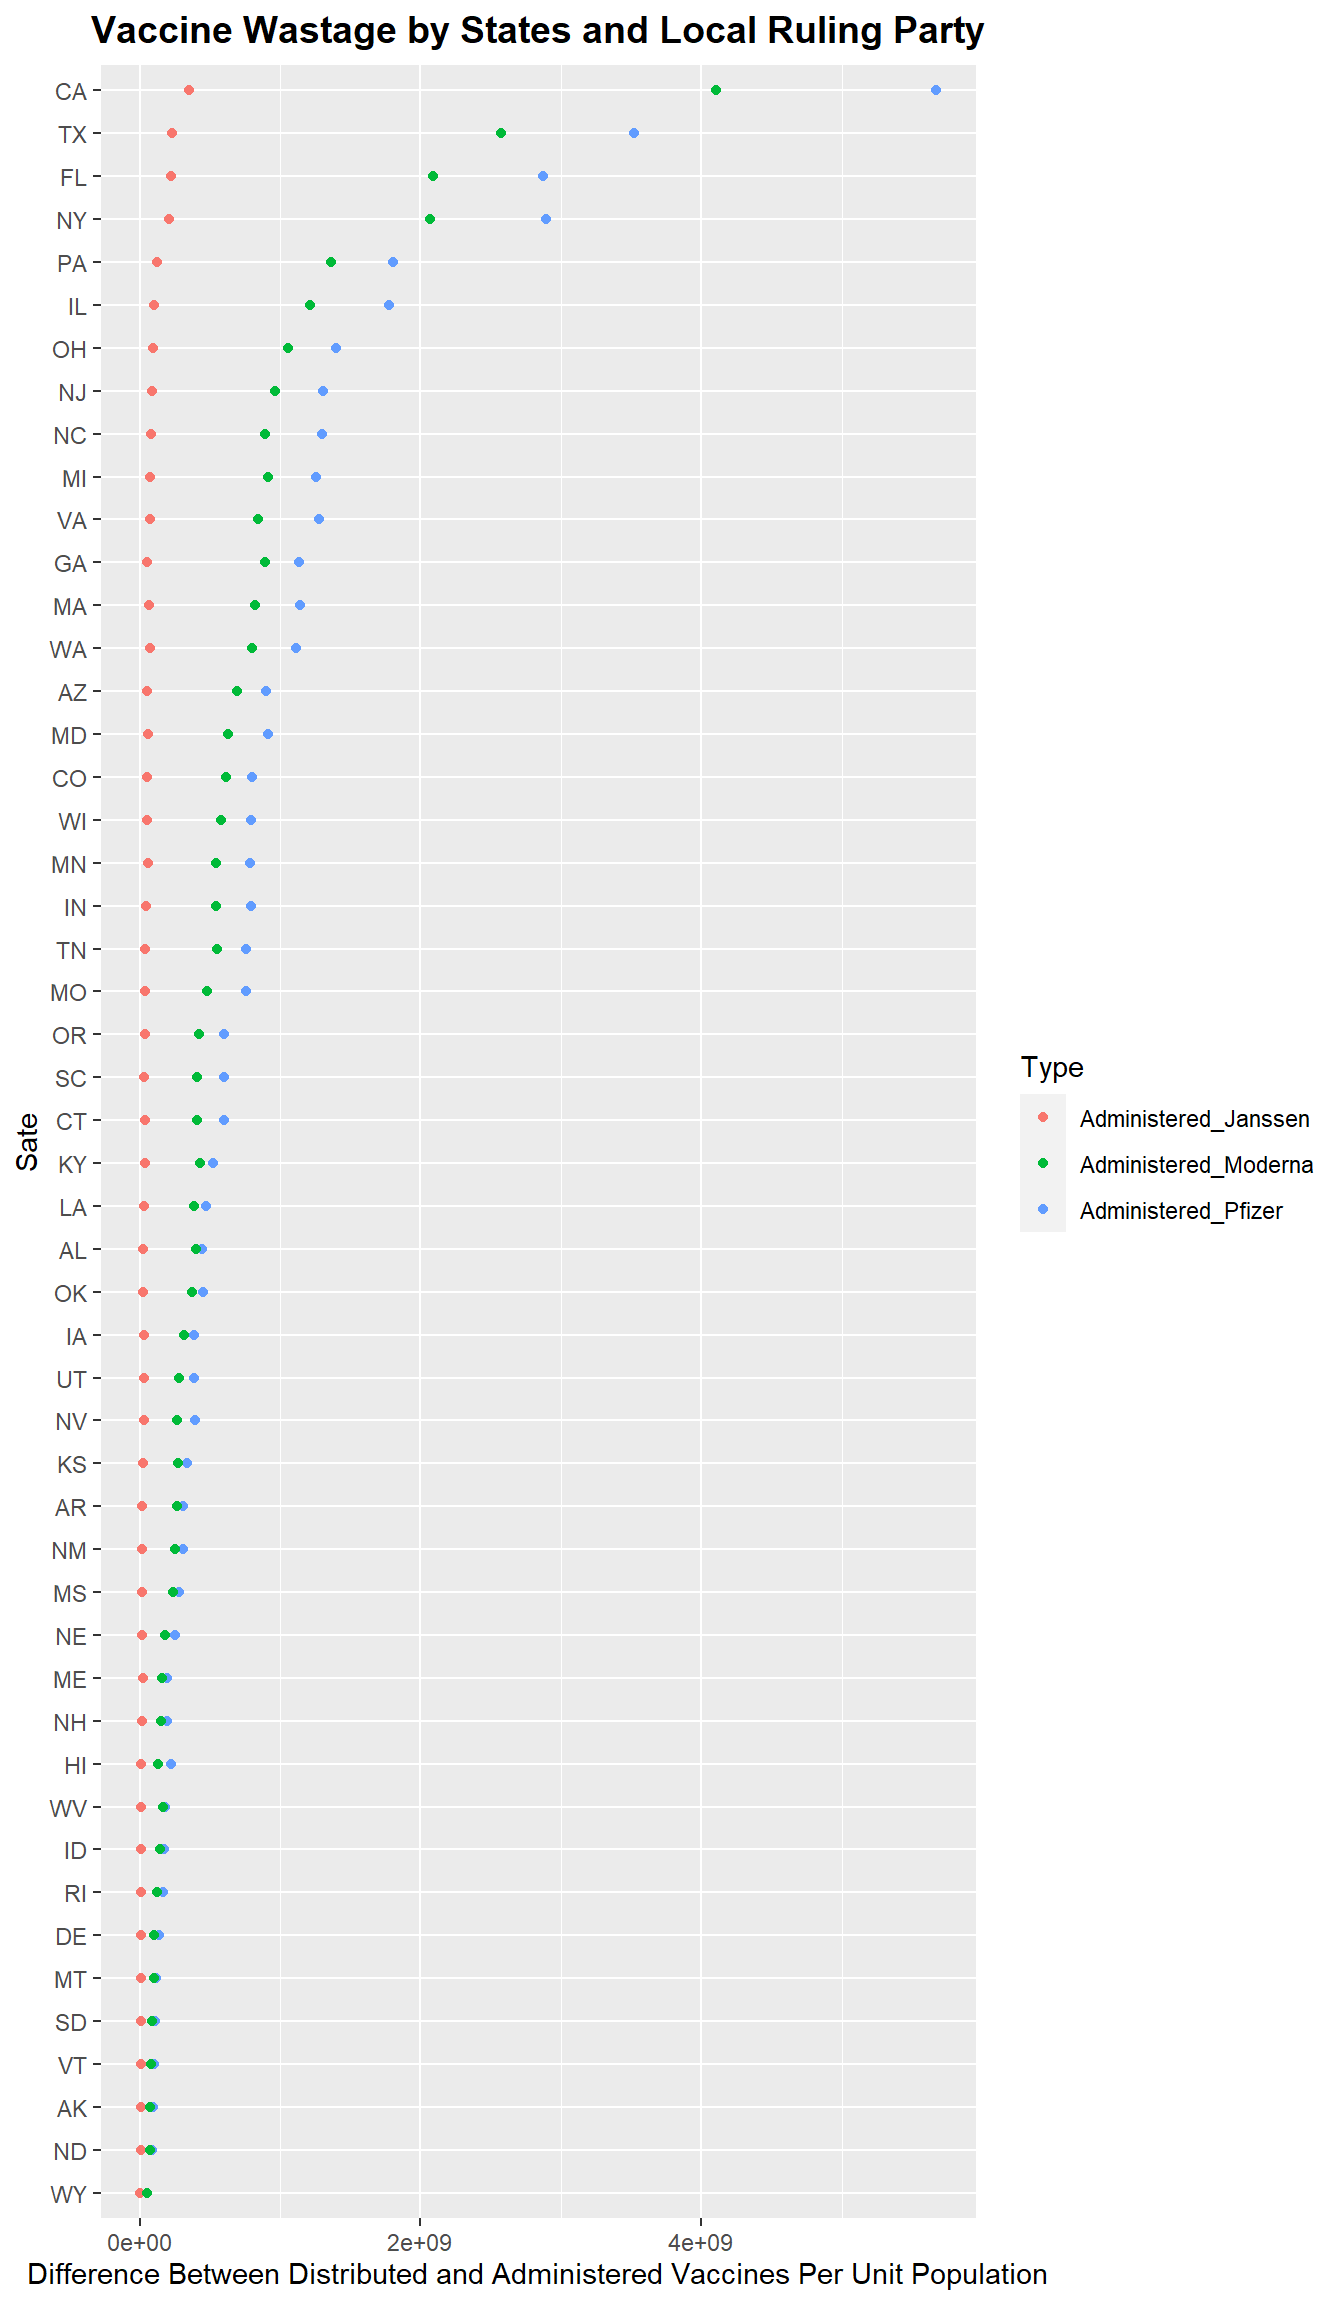 Vaccine Wastage by States and Local Ruling Party
CA
TX
FL
NY
PA
IL
OH
NJ
NC
MI
VA
GA
MA
WA
AZ
MD
CO
WI
MN
IN
TN
MO
OR
SC
CT
KY
LA
AL
OK
IA
UT
NV
KS
AR
NM
MS
NE
ME
NH
HI
WV
ID
RI
DE
MT
SD
VT
AK
ND
WY
Sate
0e+00
2e+09
4e+09
Difference Between Distributed and Administered Vaccines Per Unit Population
Type
Administered_Janssen
Administered_Moderna
Administered_Pfizer